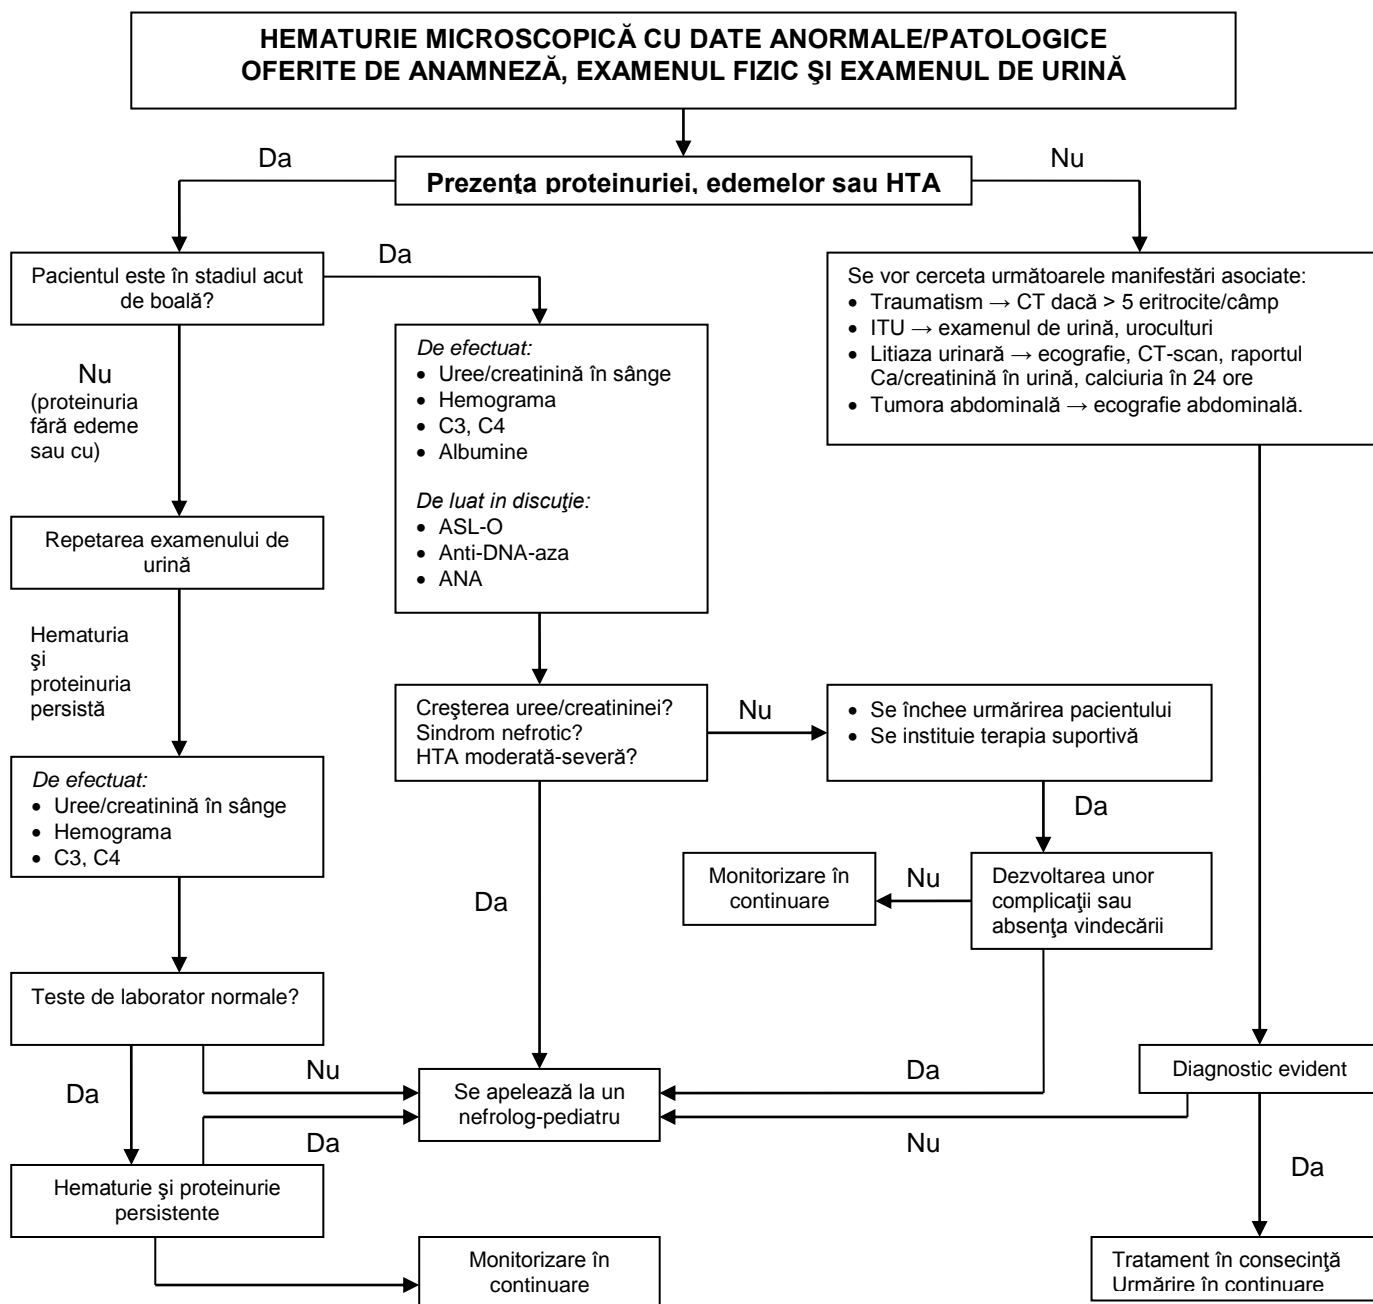 HEMATURIE MICROSCOPICĂ CU DATE ANORMALE/PATOLOGICE
OFERITE DE ANAMNEZĂ, EXAMENUL FIZIC ŞI EXAMENUL DE URINĂ
Da
Nu
Prezenţa proteinuriei, edemelor sau HTA
Pacientul este în stadiul acut
de boală?
Da
Se vor cerceta următoarele manifestări asociate:
• Traumatism → CT dacă > 5 eritrocite/câmp
• ITU → examenul de urină, uroculturi
• Litiaza urinară → ecografie, CT-scan, raportul
Ca/creatinină în urină, calciuria în 24 ore
• Tumora abdominală → ecografie abdominală.
De efectuat:
• Uree/creatinină în sânge
• Hemograma
• C3, C4
• Albumine
De luat in discuţie:
• ASL-O
• Anti-DNA-aza
• ANA
Nu
(proteinuria
fără edeme
sau cu)
Repetarea examenului de
urină
Hematuria
şi
proteinuria
persistă
Creşterea uree/creatininei?
Sindrom nefrotic?
HTA moderată-severă?
Nu
• Se închee urmărirea pacientului
• Se instituie terapia suportivă
De efectuat:
• Uree/creatinină în sânge
• Hemograma
• C3, C4
Da
Da
Monitorizare în
continuare
Nu
Dezvoltarea unor
complicaţii sau
absenţa vindecării
Teste de laborator normale?
Da
Nu
Se apelează la un
nefrolog-pediatru
Da
Diagnostic evident
Da
Nu
Da
Hematurie şi proteinurie
persistente
Monitorizare în
continuare
Tratament în consecinţă
Urmărire în continuare